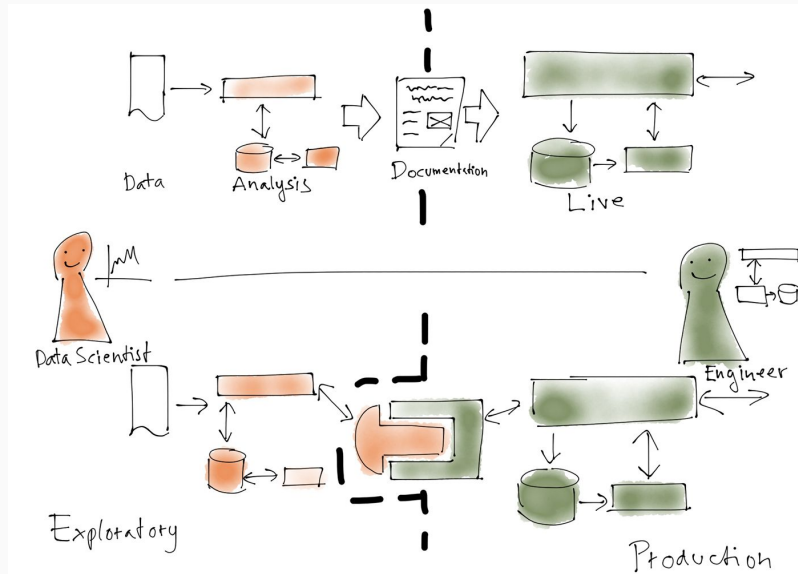 Data
Analysis
Documentation
Live
Data Scientist
Engineer
Exploratory
Production